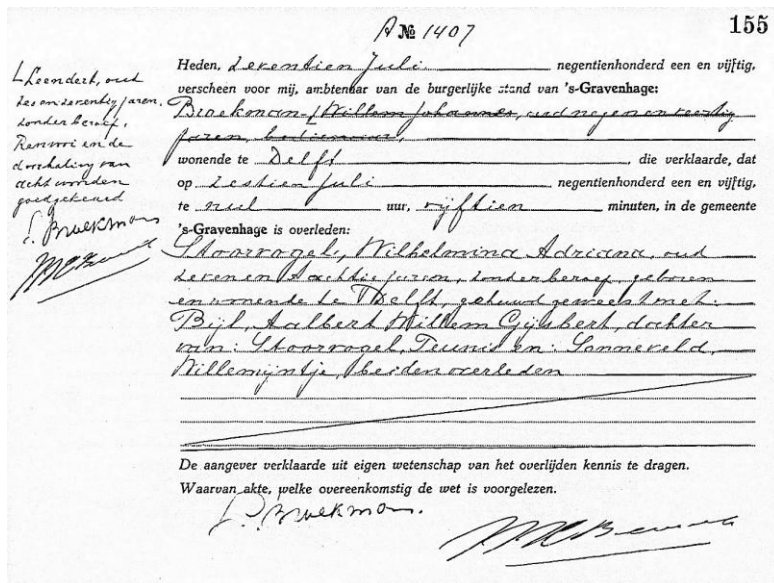 155
A № 1407
Heden, zeventien Juli negentienhonderd een en vijftig,
verscheen voor mij, ambtenaar van de burgerlijke stand van 's-Gravenhage:
Broekman, Willem Johannes, oud negen en veertig
jaren, bediende,
wonende te Delft, die verklaarde, dat
op zestien Juli negentienhonderd een en vijftig,
te nul uur, vijftien minuten, in de gemeente
's-Gravenhage is overleden:
Stoorvogel, Wilhelmina Adriana, oud
zeven en tachtig jaren, zonder beroep, geboren
en wonende te Delft, gehuwd geweest met:
Bijl, Aalbert Willem Gijsbert, dochter
van: Stoorvogel, Teunis en: Sonneveld,
Willemijntje, beiden overleden
De aangever verklaarde uit eigen wetenschap van het overlijden kennis te dragen.
Waarvan akte, welke overeenkomstig de wet is voorgelezen.
Leendert, oud
zes en zeventig jaren,
zonder beroep,
Renvooi en de
doorhaling van
acht woorden
goedgekeurd
L. Broekman
L. Broekman.